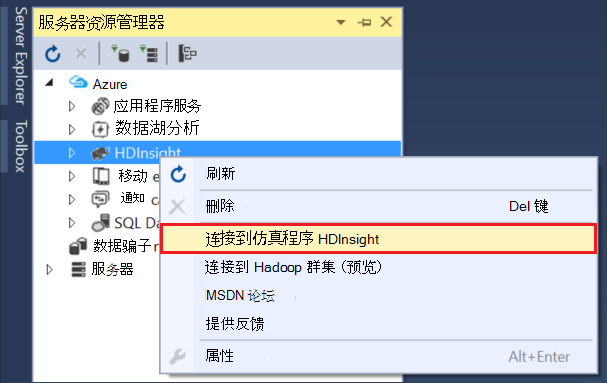 Server Explorer
Toolbox
服务器资源管理器
Azure
应用程序服务
数据湖分析
HDInsight
移动 e
通知 c
SQL Da
数据骗子
服务器
刷新
删除 Del 键
连接到仿真程序 HDInsight
连接到 Hadoop 群集 (预览)
MSDN 论坛
提供反馈
属性 Alt+Enter